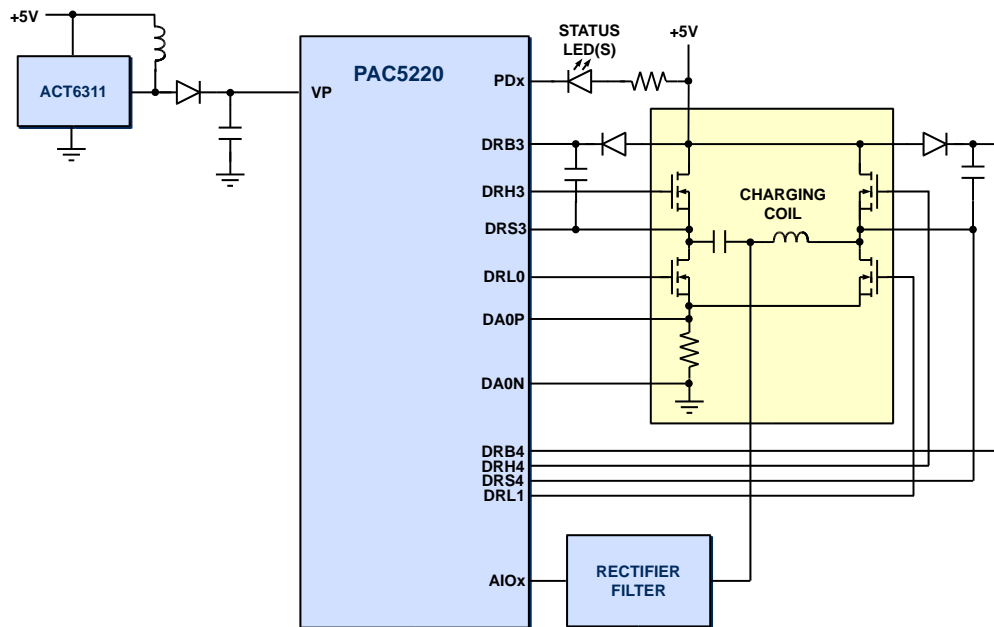 +5V
ACT6311
PAC5220
VP
STATUS
LED(S)
+5V
PDx
DRB3
DRH3
DRS3
DRL0
DA0P
DA0N
DRB4
DRH4
DRS4
DRL1
AIOx
CHARGING
COIL
RECTIFIER
FILTER